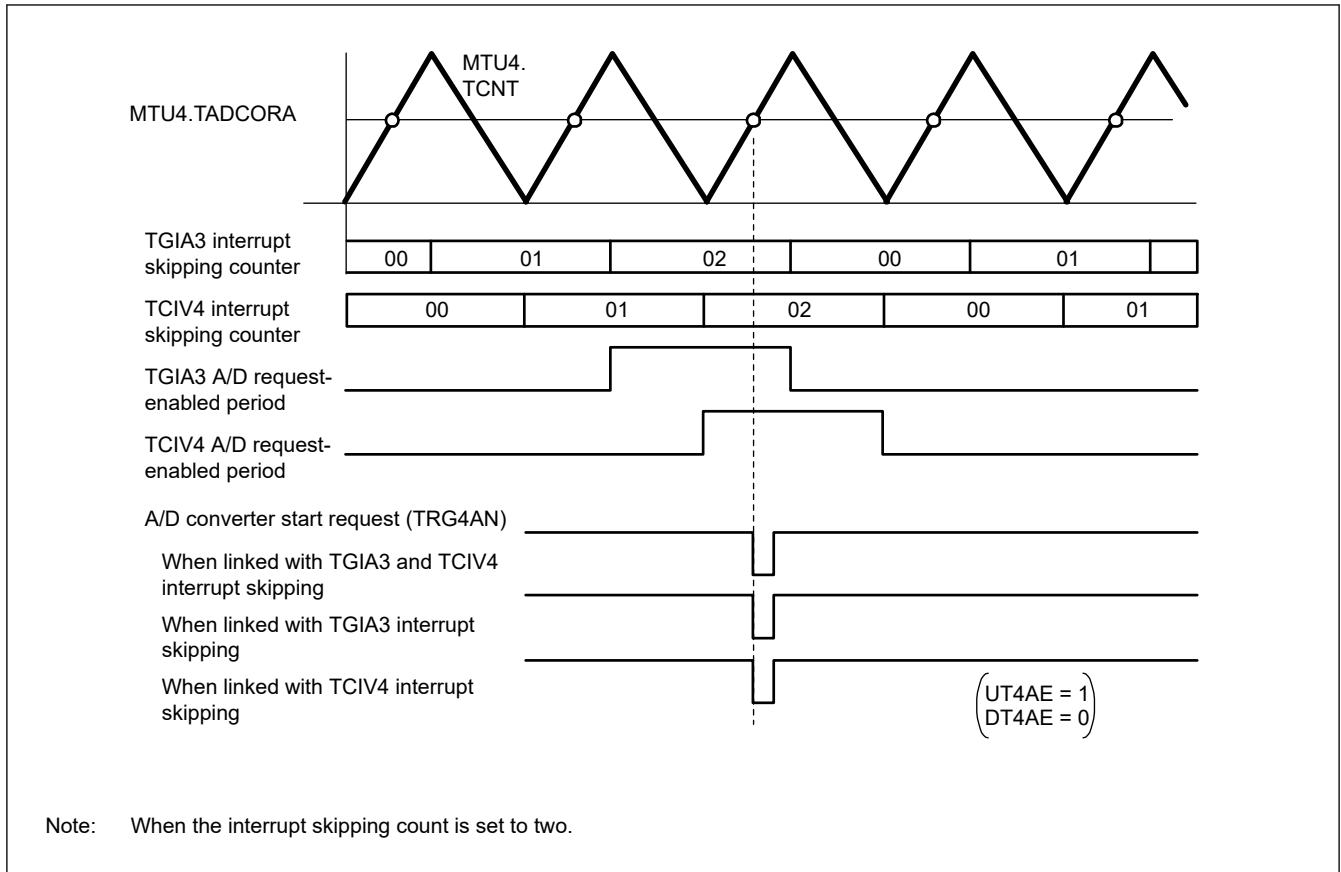 MTU4.
TCNT
MTU4.TADCORA
TGIA3 interrupt
skipping counter
00
01
02
00
01
TCIV4 interrupt
skipping counter
00
01
02
00
01
TGIA3 A/D request-
enabled period
TCIV4 A/D request-
enabled period
A/D converter start request (TRG4AN)
When linked with TGIA3 and TCIV4
interrupt skipping
When linked with TGIA3 interrupt
skipping
When linked with TCIV4 interrupt
skipping
UT4AE = 1
DT4AE = 0
Note: When the interrupt skipping count is set to two.